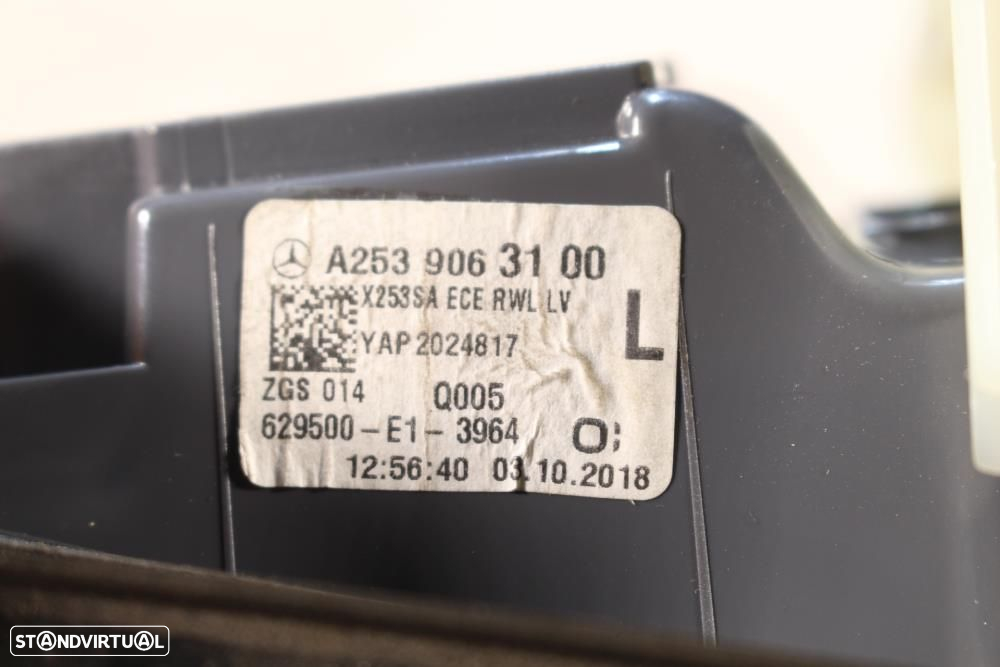 A253 906 31 00
X253SA ECE RWL LV
L
YAP 2024817
ZGS 014 Q005
629500-E1-3964 O;
12:56:40 03.10.2018
STANDVIRTUAL